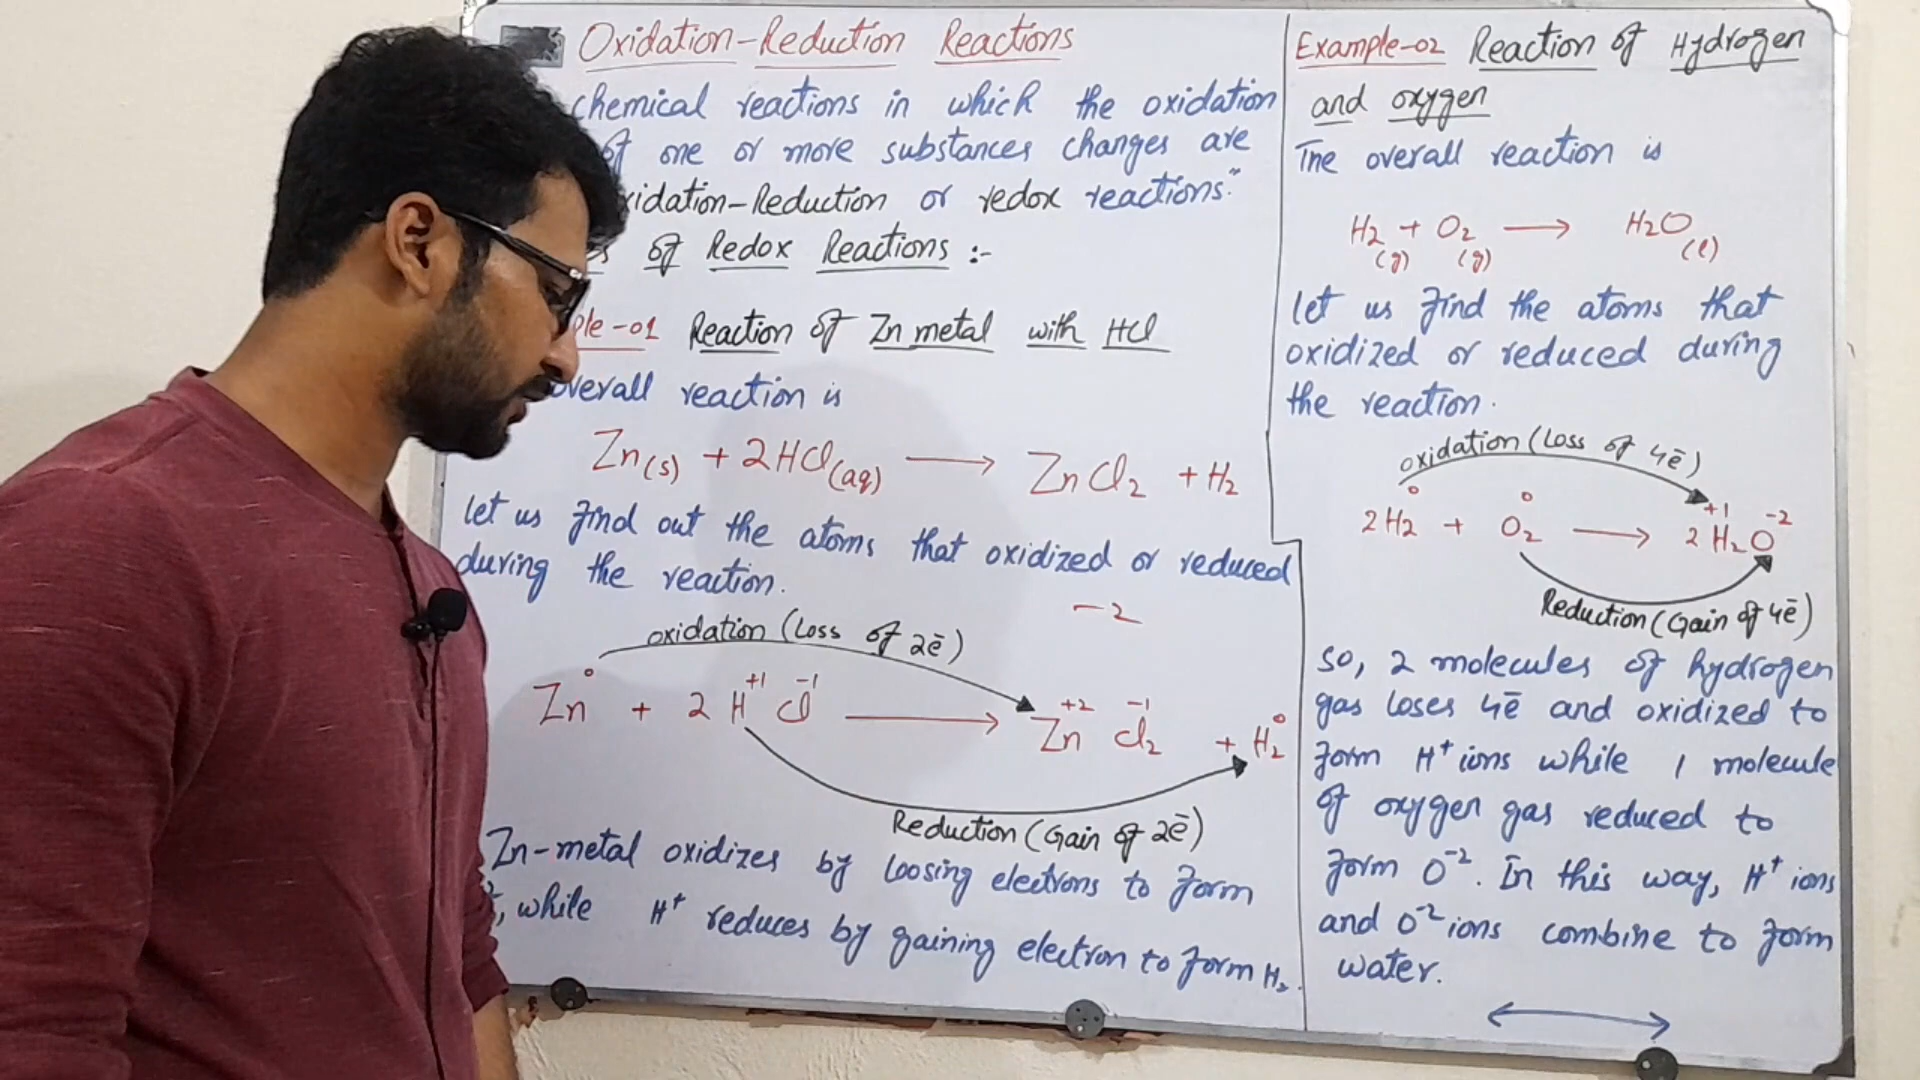 Oxidation-Reduction Reactions
chemical reactions in which the oxidation
of one or more substances changes are
xidation-Reduction or redox reactions."
s of Redox Reactions :-
ple-01 Reaction of Zn metal with HCl
overall reaction is
Zn(s) + 2HCl(aq) → ZnCl₂ + H₂
let us find out the atoms that oxidized or reduced
during the reaction.
-2
oxidation (Loss of 2ē)
Zn⁰ + 2 H⁺¹ Cl⁻¹ → Zn⁺² Cl₂⁻¹ + H₂⁰
Reduction (Gain of 2ē)
Zn-metal oxidizes by loosing electrons to form
, while H⁺ reduces by gaining electron to form H₂.
Example-02 Reaction of Hydrogen
and oxygen
The overall reaction is
H₂(g) + O₂(g) → H₂O(l)
let us find the atoms that
oxidized or reduced during
the reaction.
oxidation (Loss of 4ē)
2H₂⁰ + O₂⁰ → 2H₂⁺¹O⁻²
Reduction (Gain of 4ē)
so, 2 molecules of hydrogen
gas loses 4ē and oxidized to
form H⁺ ions while 1 molecule
of oxygen gas reduced to
form O⁻². In this way, H⁺ ions
and O⁻² ions combine to form
water.